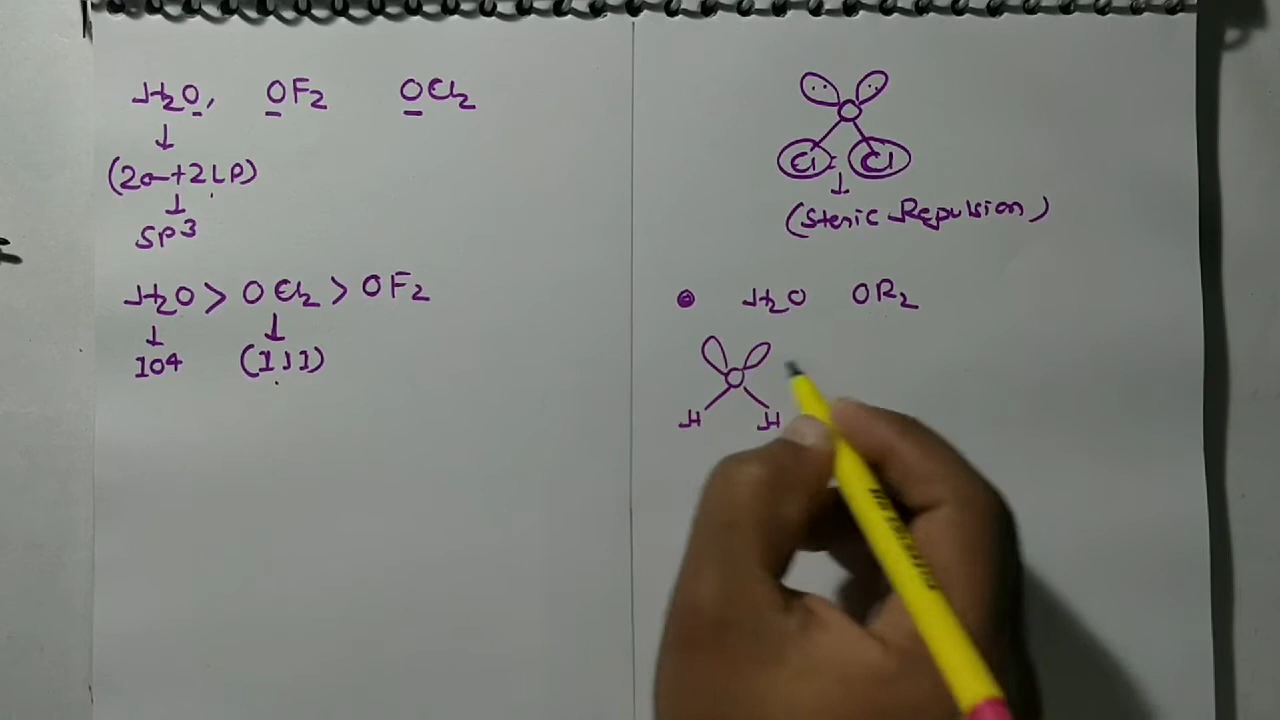 H₂O, OF₂ OCl₂
↓
(2σ+2LP)
↓
SP³
H₂O > OCl₂ > OF₂
↓ ↓
104 (111)
O
Cl : Cl
↓
(Steric Repulsion)
H₂O OR₂
O
H H